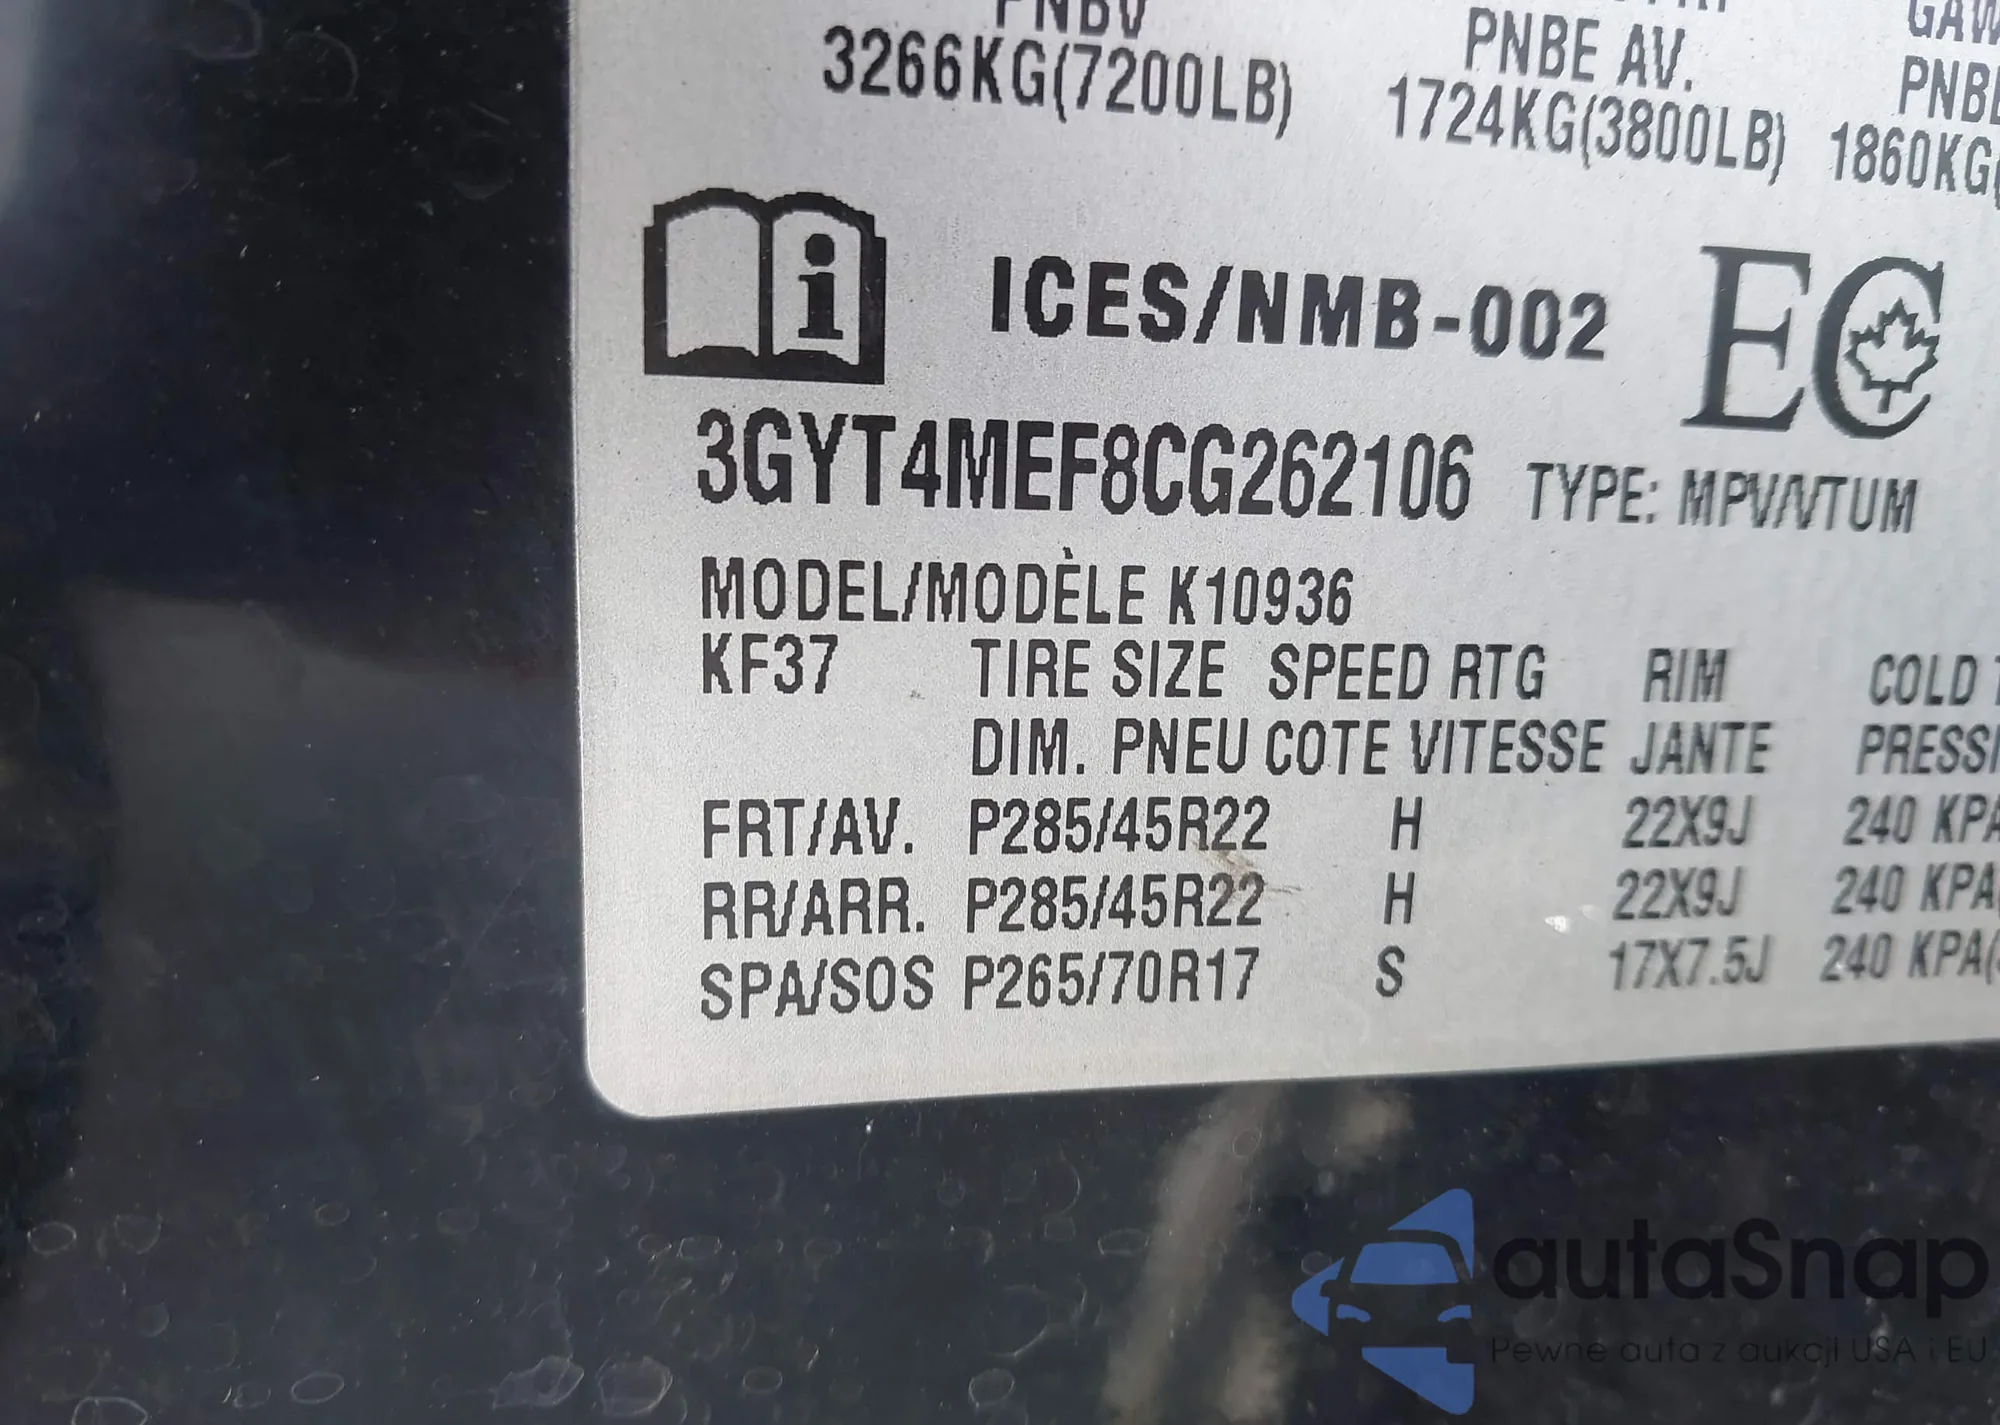 PNBV
3266KG(7200LB)
PNBE AV.
1724KG(3800LB)
GAW
PNBE
1860KG(
ICES/NMB-002
EC
3GYT4MEF8CG262106 TYPE: MPV/VTUM
MODEL/MODÈLE K10936
KF37 TIRE SIZE SPEED RTG RIM COLD T
DIM. PNEU COTE VITESSE JANTE PRESSI
FRT/AV. P285/45R22 H 22X9J 240 KPA
RR/ARR. P285/45R22 H 22X9J 240 KPA(
SPA/SOS P265/70R17 S 17X7.5J 240 KPA(
autaSnap
Pewne auta z aukcji USA i EU